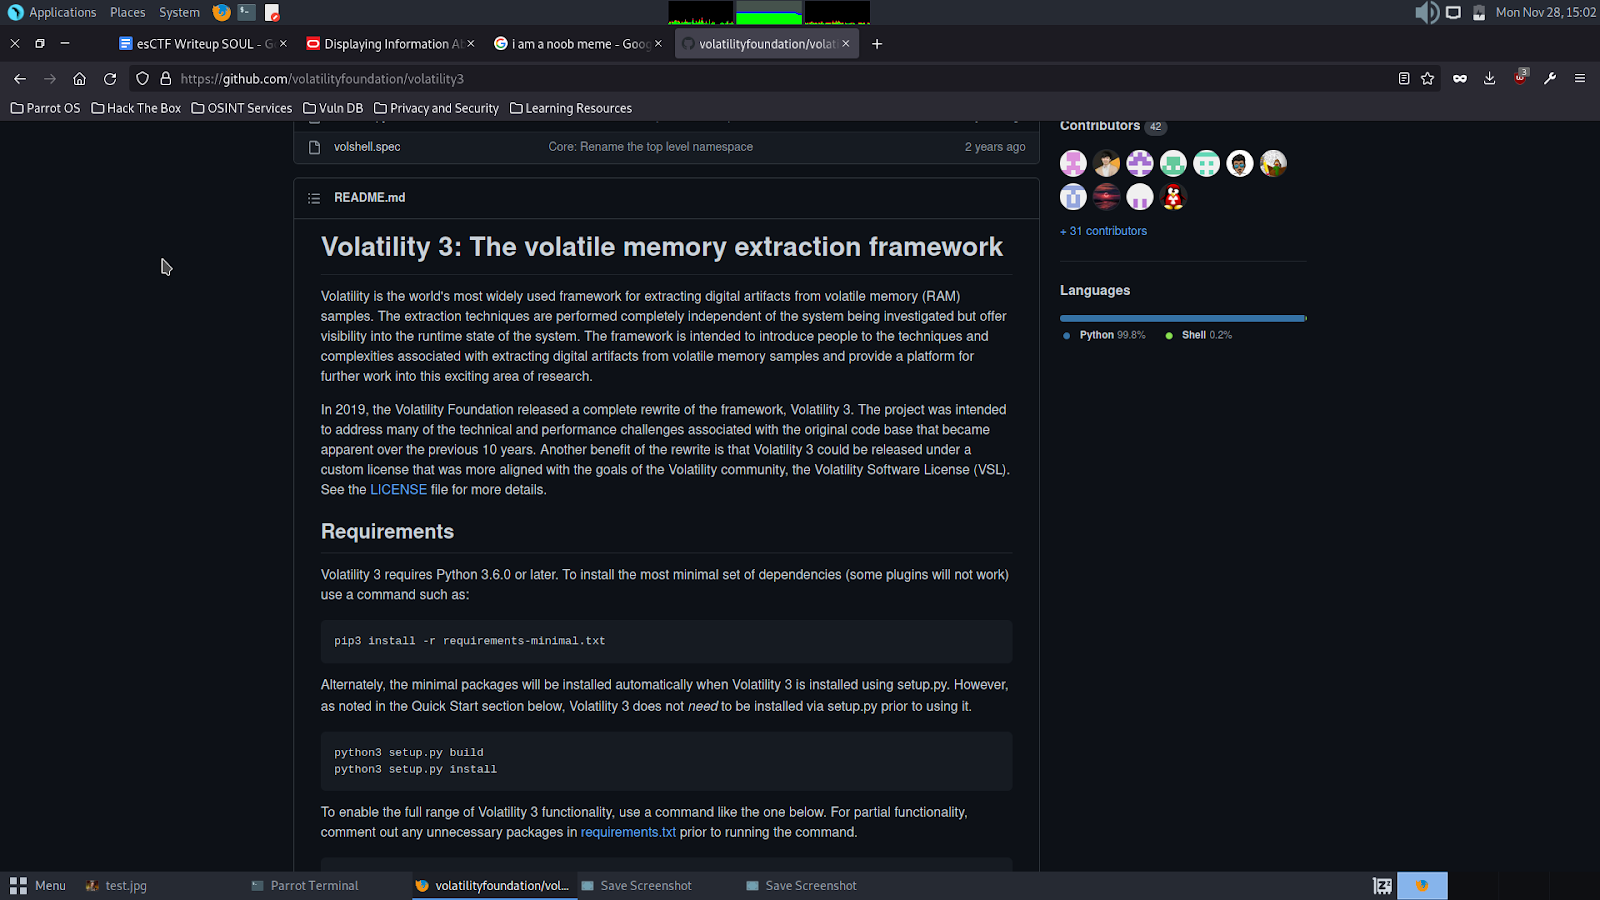 Applications Places System Mon Nov 28, 15:02
esCTF Writeup SOUL - G Displaying Information A i am a noob meme - Goog volatilityfoundation/volat
https://github.com/volatilityfoundation/volatility3 3
Parrot OS Hack The Box OSINT Services Vuln DB Privacy and Security Learning Resources
volshell.spec Core: Rename the top level namespace 2 years ago
README.md
Volatility 3: The volatile memory extraction framework
Volatility is the world's most widely used framework for extracting digital artifacts from volatile memory (RAM)
samples. The extraction techniques are performed completely independent of the system being investigated but offer
visibility into the runtime state of the system. The framework is intended to introduce people to the techniques and
complexities associated with extracting digital artifacts from volatile memory samples and provide a platform for
further work into this exciting area of research.
In 2019, the Volatility Foundation released a complete rewrite of the framework, Volatility 3. The project was intended
to address many of the technical and performance challenges associated with the original code base that became
apparent over the previous 10 years. Another benefit of the rewrite is that Volatility 3 could be released under a
custom license that was more aligned with the goals of the Volatility community, the Volatility Software License (VSL).
See the LICENSE file for more details.
Requirements
Volatility 3 requires Python 3.6.0 or later. To install the most minimal set of dependencies (some plugins will not work)
use a command such as:
pip3 install -r requirements-minimal.txt
Alternately, the minimal packages will be installed automatically when Volatility 3 is installed using setup.py. However,
as noted in the Quick Start section below, Volatility 3 does not need to be installed via setup.py prior to using it.
python3 setup.py build
python3 setup.py install
To enable the full range of Volatility 3 functionality, use a command like the one below. For partial functionality,
comment out any unnecessary packages in requirements.txt prior to running the command.
Contributors 42
+ 31 contributors
Languages
Python 99.8% Shell 0.2%
Menu test.jpg Parrot Terminal volatilityfoundation/vol... Save Screenshot Save Screenshot